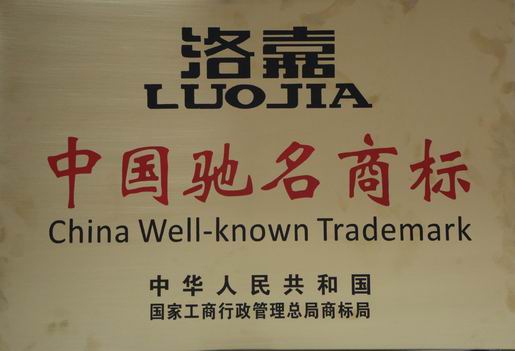 洛嘉
LUOJIA
中国驰名商标
China Well-known Trademark
中华人民共和国
国家工商行政管理总局商标局